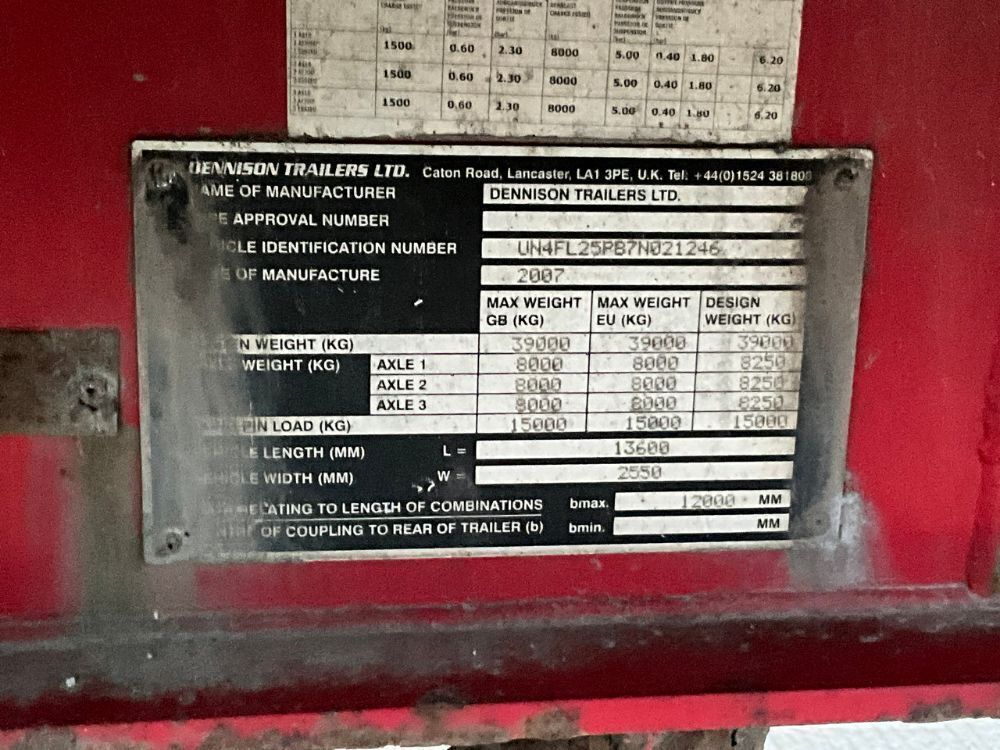 1500 0.60 2.30 8000 5.00 0.40 1.80 - 6.20
1500 0.60 2.30 8000 5.00 0.40 1.80 - 6.20
1500 0.60 2.30 8000 5.00 0.40 1.80 - 6.20
DENNISON TRAILERS LTD. Caton Road, Lancaster, LA1 3PE, U.K. Tel: +44(0)1524 381800
AME OF MANUFACTURER DENNISON TRAILERS LTD.
E APPROVAL NUMBER
CLE IDENTIFICATION NUMBER UN4FL25PB7N021246
E OF MANUFACTURE 2007
MAX WEIGHT MAX WEIGHT DESIGN
GB (KG) EU (KG) WEIGHT (KG)
N WEIGHT (KG) 39000 39000 39000
WEIGHT (KG) AXLE 1 8000 8000 8250
AXLE 2 8000 8000 8250
AXLE 3 8000 8000 8250
PIN LOAD (KG) 15000 15000 15000
LE LENGTH (MM) L = 13600
CLE WIDTH (MM) W = 2550
ATING TO LENGTH OF COMBINATIONS bmax. 12000 MM
OF COUPLING TO REAR OF TRAILER (b) bmin. MM